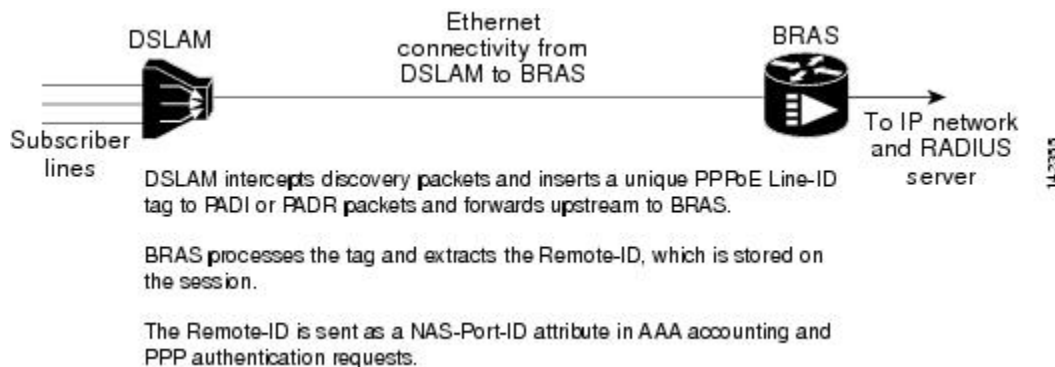 DSLAM
Ethernet
connectivity from
DSLAM to BRAS
BRAS
Subscriber
lines
To IP network
and RADIUS
server
DSLAM intercepts discovery packets and inserts a unique PPPoE Line-ID
tag to PADI or PADR packets and forwards upstream to BRAS.
BRAS processes the tag and extracts the Remote-ID, which is stored on
the session.
The Remote-ID is sent as a NAS-Port-ID attribute in AAA accounting and
PPP authentication requests.